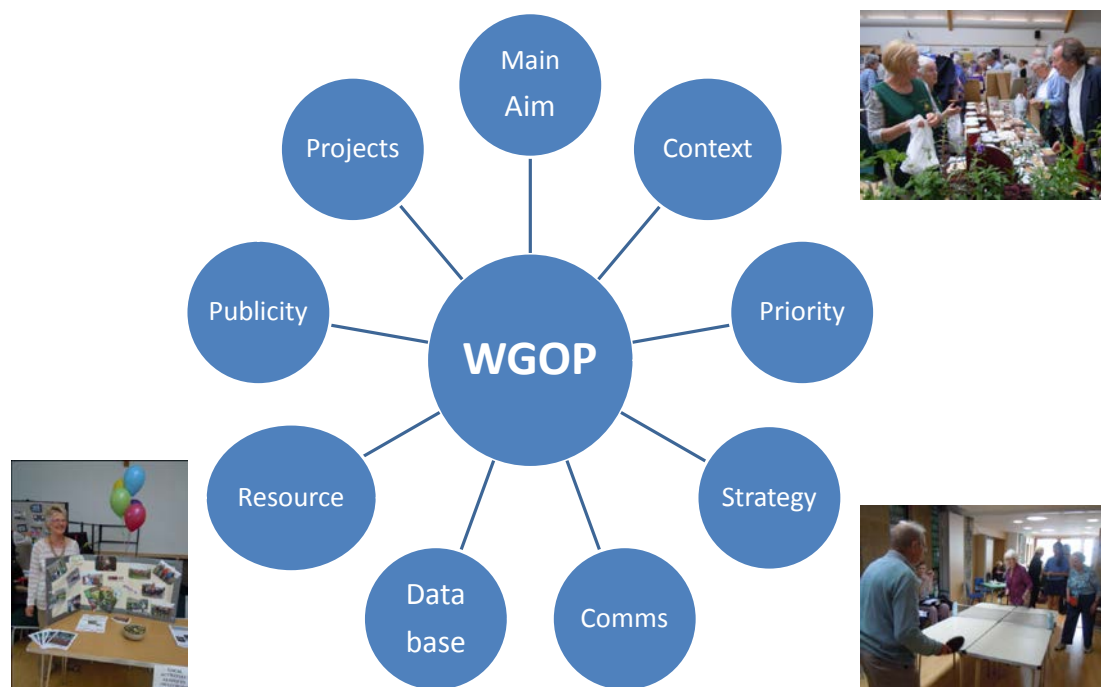 Main
Aim
Context
Priority
Strategy
Comms
Data
base
Resource
Publicity
Projects
WGOP